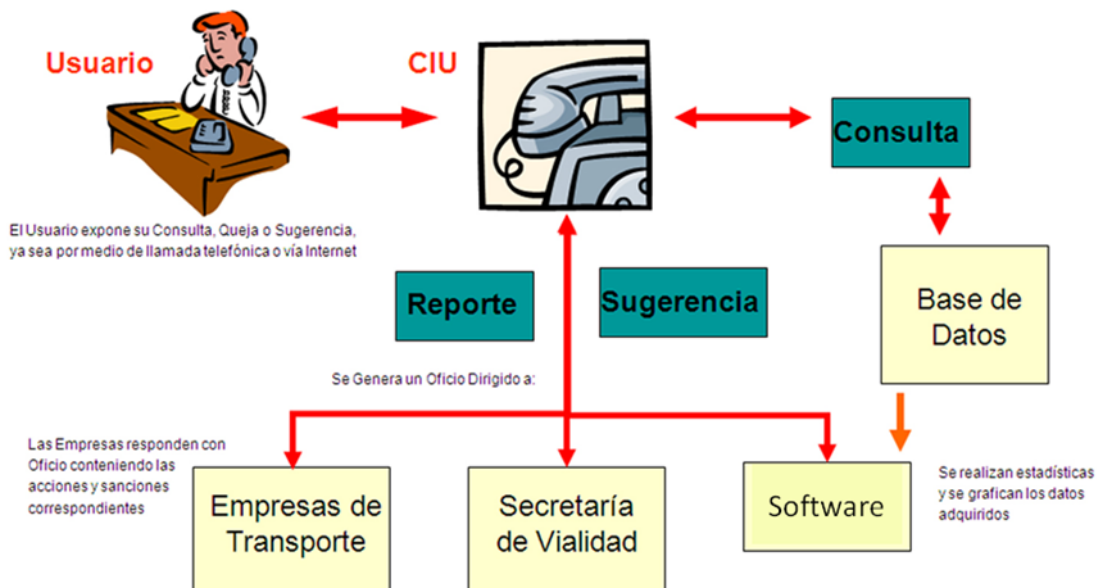 Usuario
CIU
Consulta
El Usuario expone su Consulta, Queja o Sugerencia,
ya sea por medio de llamada telefónica o vía Internet
Reporte
Sugerencia
Base de
Datos
Se Genera un Oficio Dirigido a:
Las Empresas responden con
Oficio conteniendo las
acciones y sanciones
correspondientes
Empresas de
Transporte
Secretaría
de Vialidad
Software
Se realizan estadísticas
y se grafican los datos
adquiridos